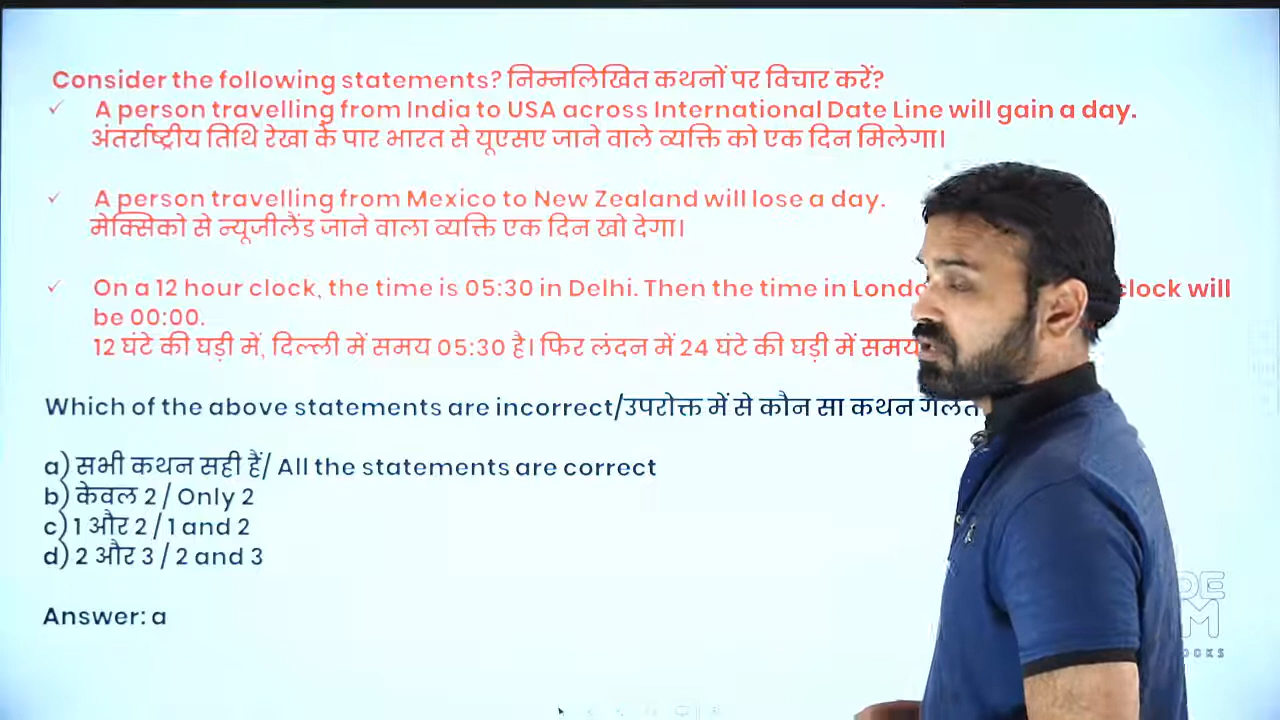 Consider the following statements? निम्नलिखित कथनों पर विचार करें?
✓ A person travelling from India to USA across International Date Line will gain a day.
अंतर्राष्ट्रीय तिथि रेखा के पार भारत से यूएसए जाने वाले व्यक्ति को एक दिन मिलेगा।
✓ A person travelling from Mexico to New Zealand will lose a day.
मेक्सिको से न्यूजीलैंड जाने वाला व्यक्ति एक दिन खो देगा।
✓ On a 12 hour clock, the time is 05:30 in Delhi. Then the time in clock will
be 00:00.
12 घंटे की घड़ी में, दिल्ली में समय 05:30 है। फिर लंदन में 24 घंटे की घड़ी में समय
Which of the above statements are incorrect/उपरोक्त में से कौन सा कथन गलत
a) सभी कथन सही हैं/ All the statements are correct
b) केवल 2 / Only 2
c) 1 और 2 / 1 and 2
d) 2 और 3 / 2 and 3
Answer: a